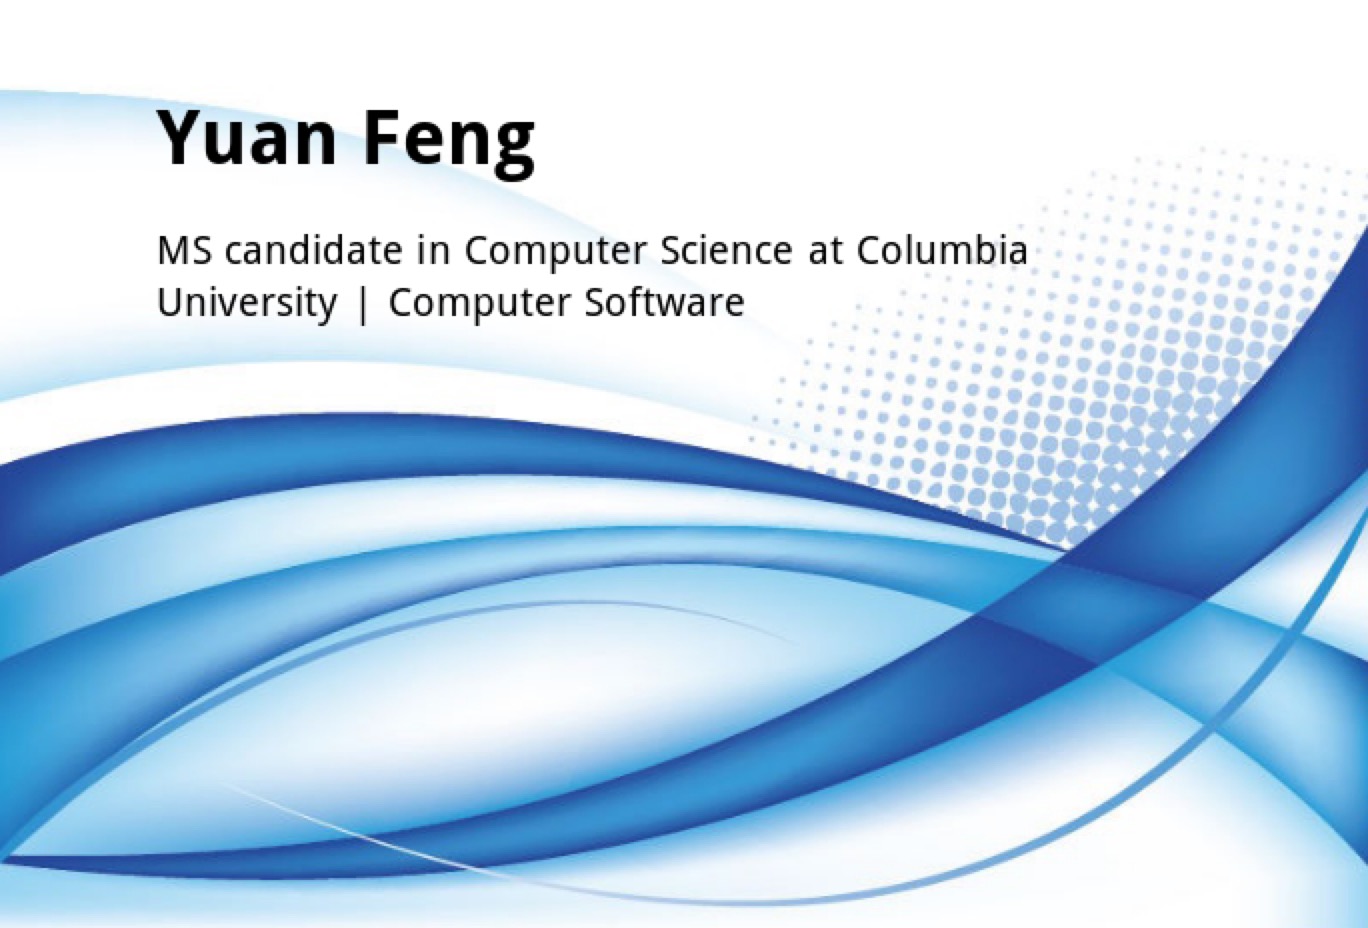 Yuan Feng
MS candidate in Computer Science at Columbia
University | Computer Software